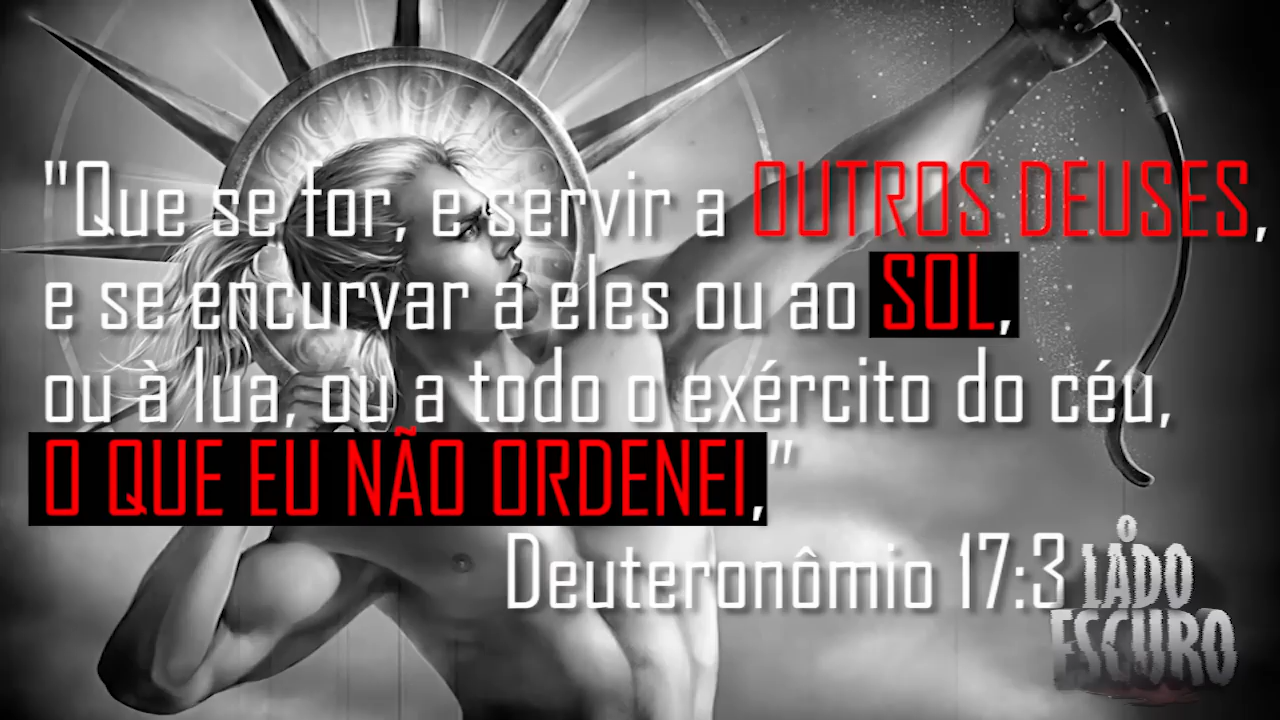 "Que se for, e servir a OUTROS DEUSES,
e se encurvar a eles ou ao SOL,
ou à lua, ou a todo o exército do céu,
O QUE EU NÃO ORDENEI,"
Deuteronômio 17:3
O
LADO
ESCURO